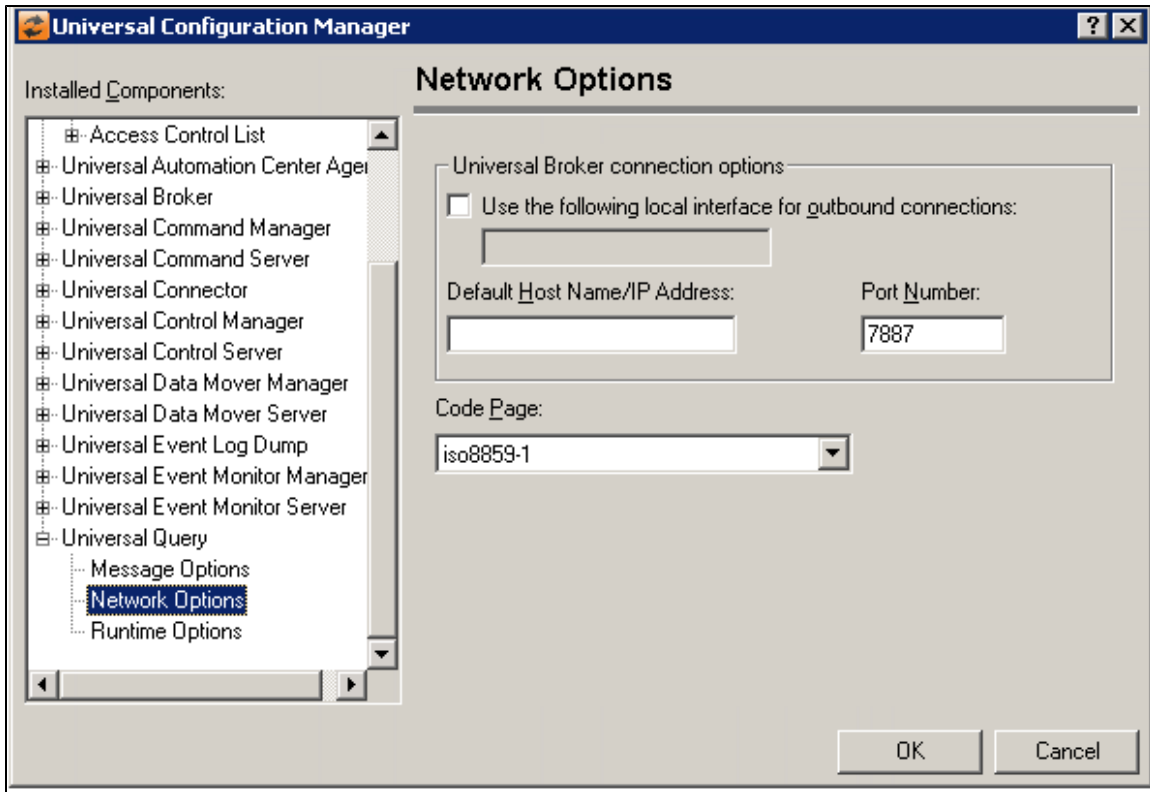 Universal Configuration Manager
Installed Components:
Access Control List
Universal Automation Center Ager
Universal Broker
Universal Command Manager
Universal Command Server
Universal Connector
Universal Control Manager
Universal Control Server
Universal Data Mover Manager
Universal Data Mover Server
Universal Event Log Dump
Universal Event Monitor Manager
Universal Event Monitor Server
Universal Query
Message Options
Network Options
Runtime Options
Network Options
Universal Broker connection options
Use the following local interface for outbound connections:
Default Host Name/IP Address: Port Number:
7887
Code Page:
iso8859-1
OK Cancel